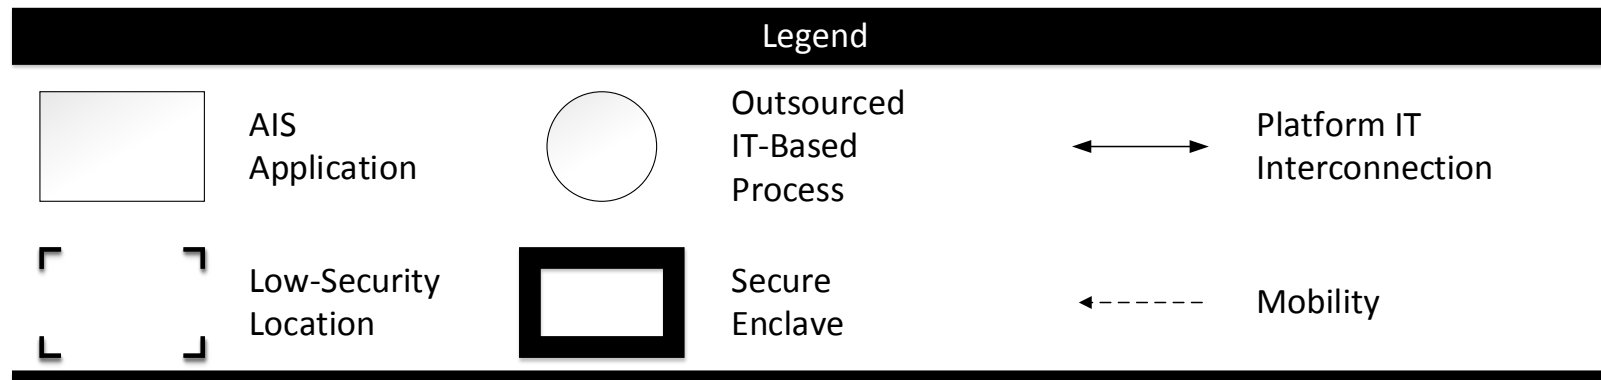 Legend
AIS
Application
Outsourced
IT-Based
Process
Platform IT
Interconnection
Low-Security
Location
Secure
Enclave
Mobility